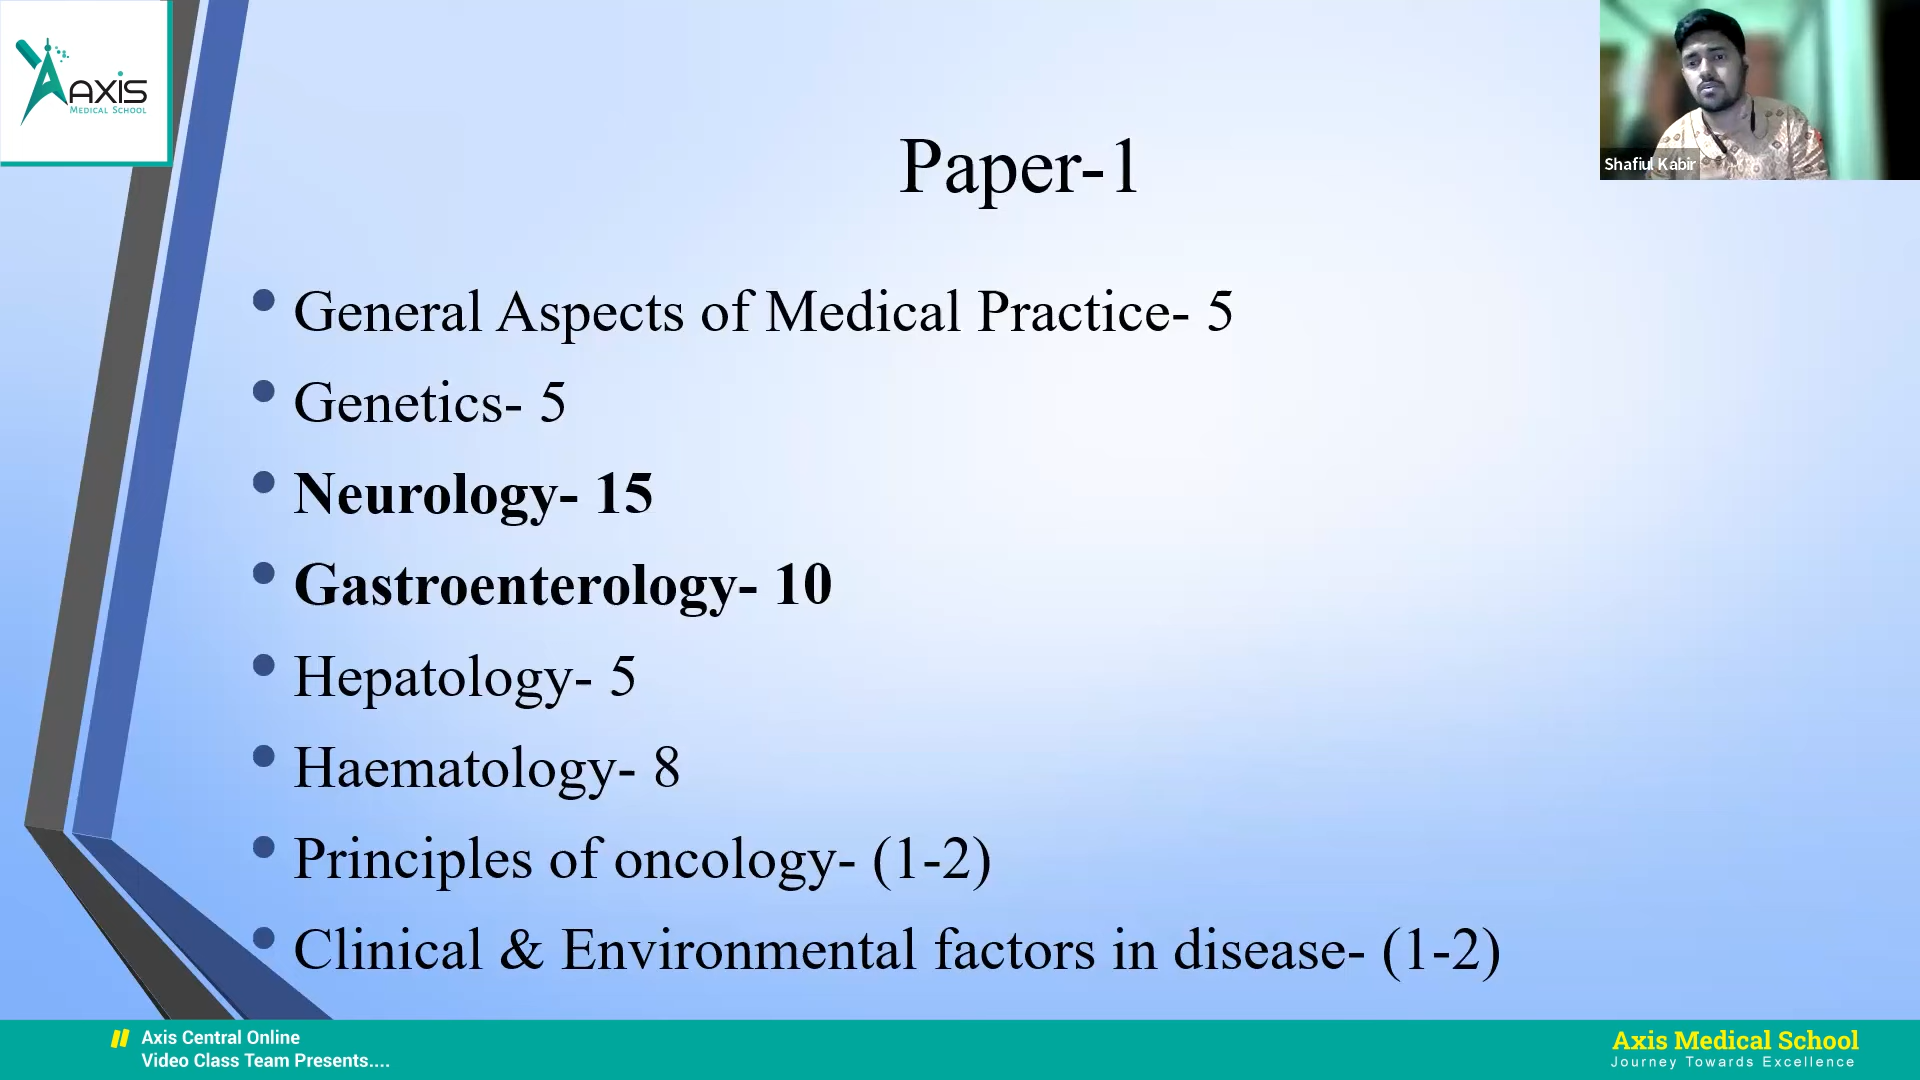 AXIS
MEDICAL SCHOOL
Shafiul Kabir
Paper-1
• General Aspects of Medical Practice- 5
• Genetics- 5
• Neurology- 15
• Gastroenterology- 10
• Hepatology- 5
• Haematology- 8
• Principles of oncology- (1-2)
• Clinical & Environmental factors in disease- (1-2)
Axis Central Online
Video Class Team Presents....
Axis Medical School
Journey Towards Excellence